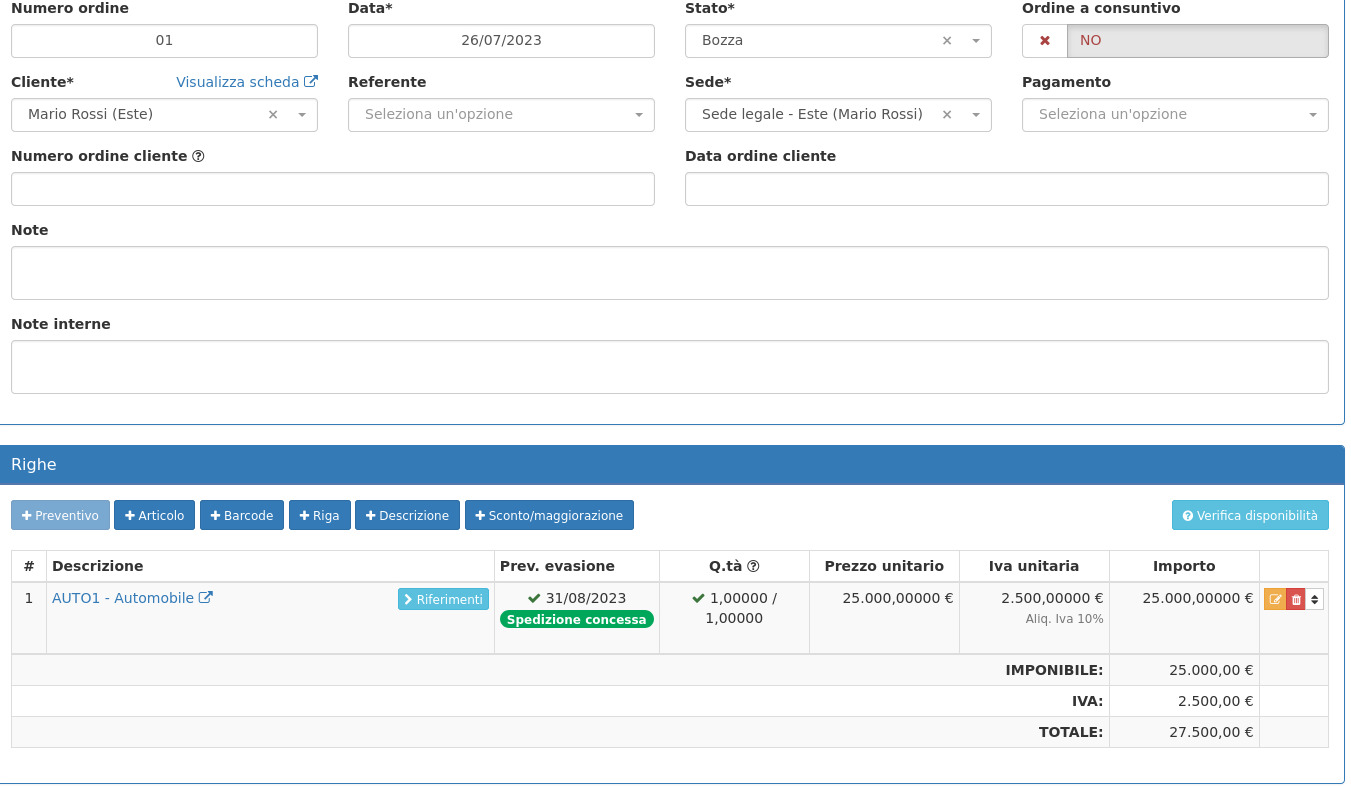 Numero ordine
Data*
Stato*
Ordine a consuntivo
01
26/07/2023
Bozza ×
NO
Cliente* Visualizza scheda
Referente
Sede*
Pagamento
Mario Rossi (Este) ×
Seleziona un'opzione
Sede legale - Este (Mario Rossi) ×
Seleziona un'opzione
Numero ordine cliente
Data ordine cliente
Note
Note interne
Righe
Preventivo
Articolo
Barcode
Riga
Descrizione
Sconto/maggiorazione
Verifica disponibilità
# Descrizione Prev. evasione Q.tà Prezzo unitario Iva unitaria Importo
1 AUTO1 - Automobile Riferimenti 31/08/2023 1,00000 / 25.000,00000 € 2.500,00000 € 25.000,00000 €
Spedizione concessa 1,00000 Aliq. Iva 10%
IMPONIBILE: 25.000,00 €
IVA: 2.500,00 €
TOTALE: 27.500,00 €